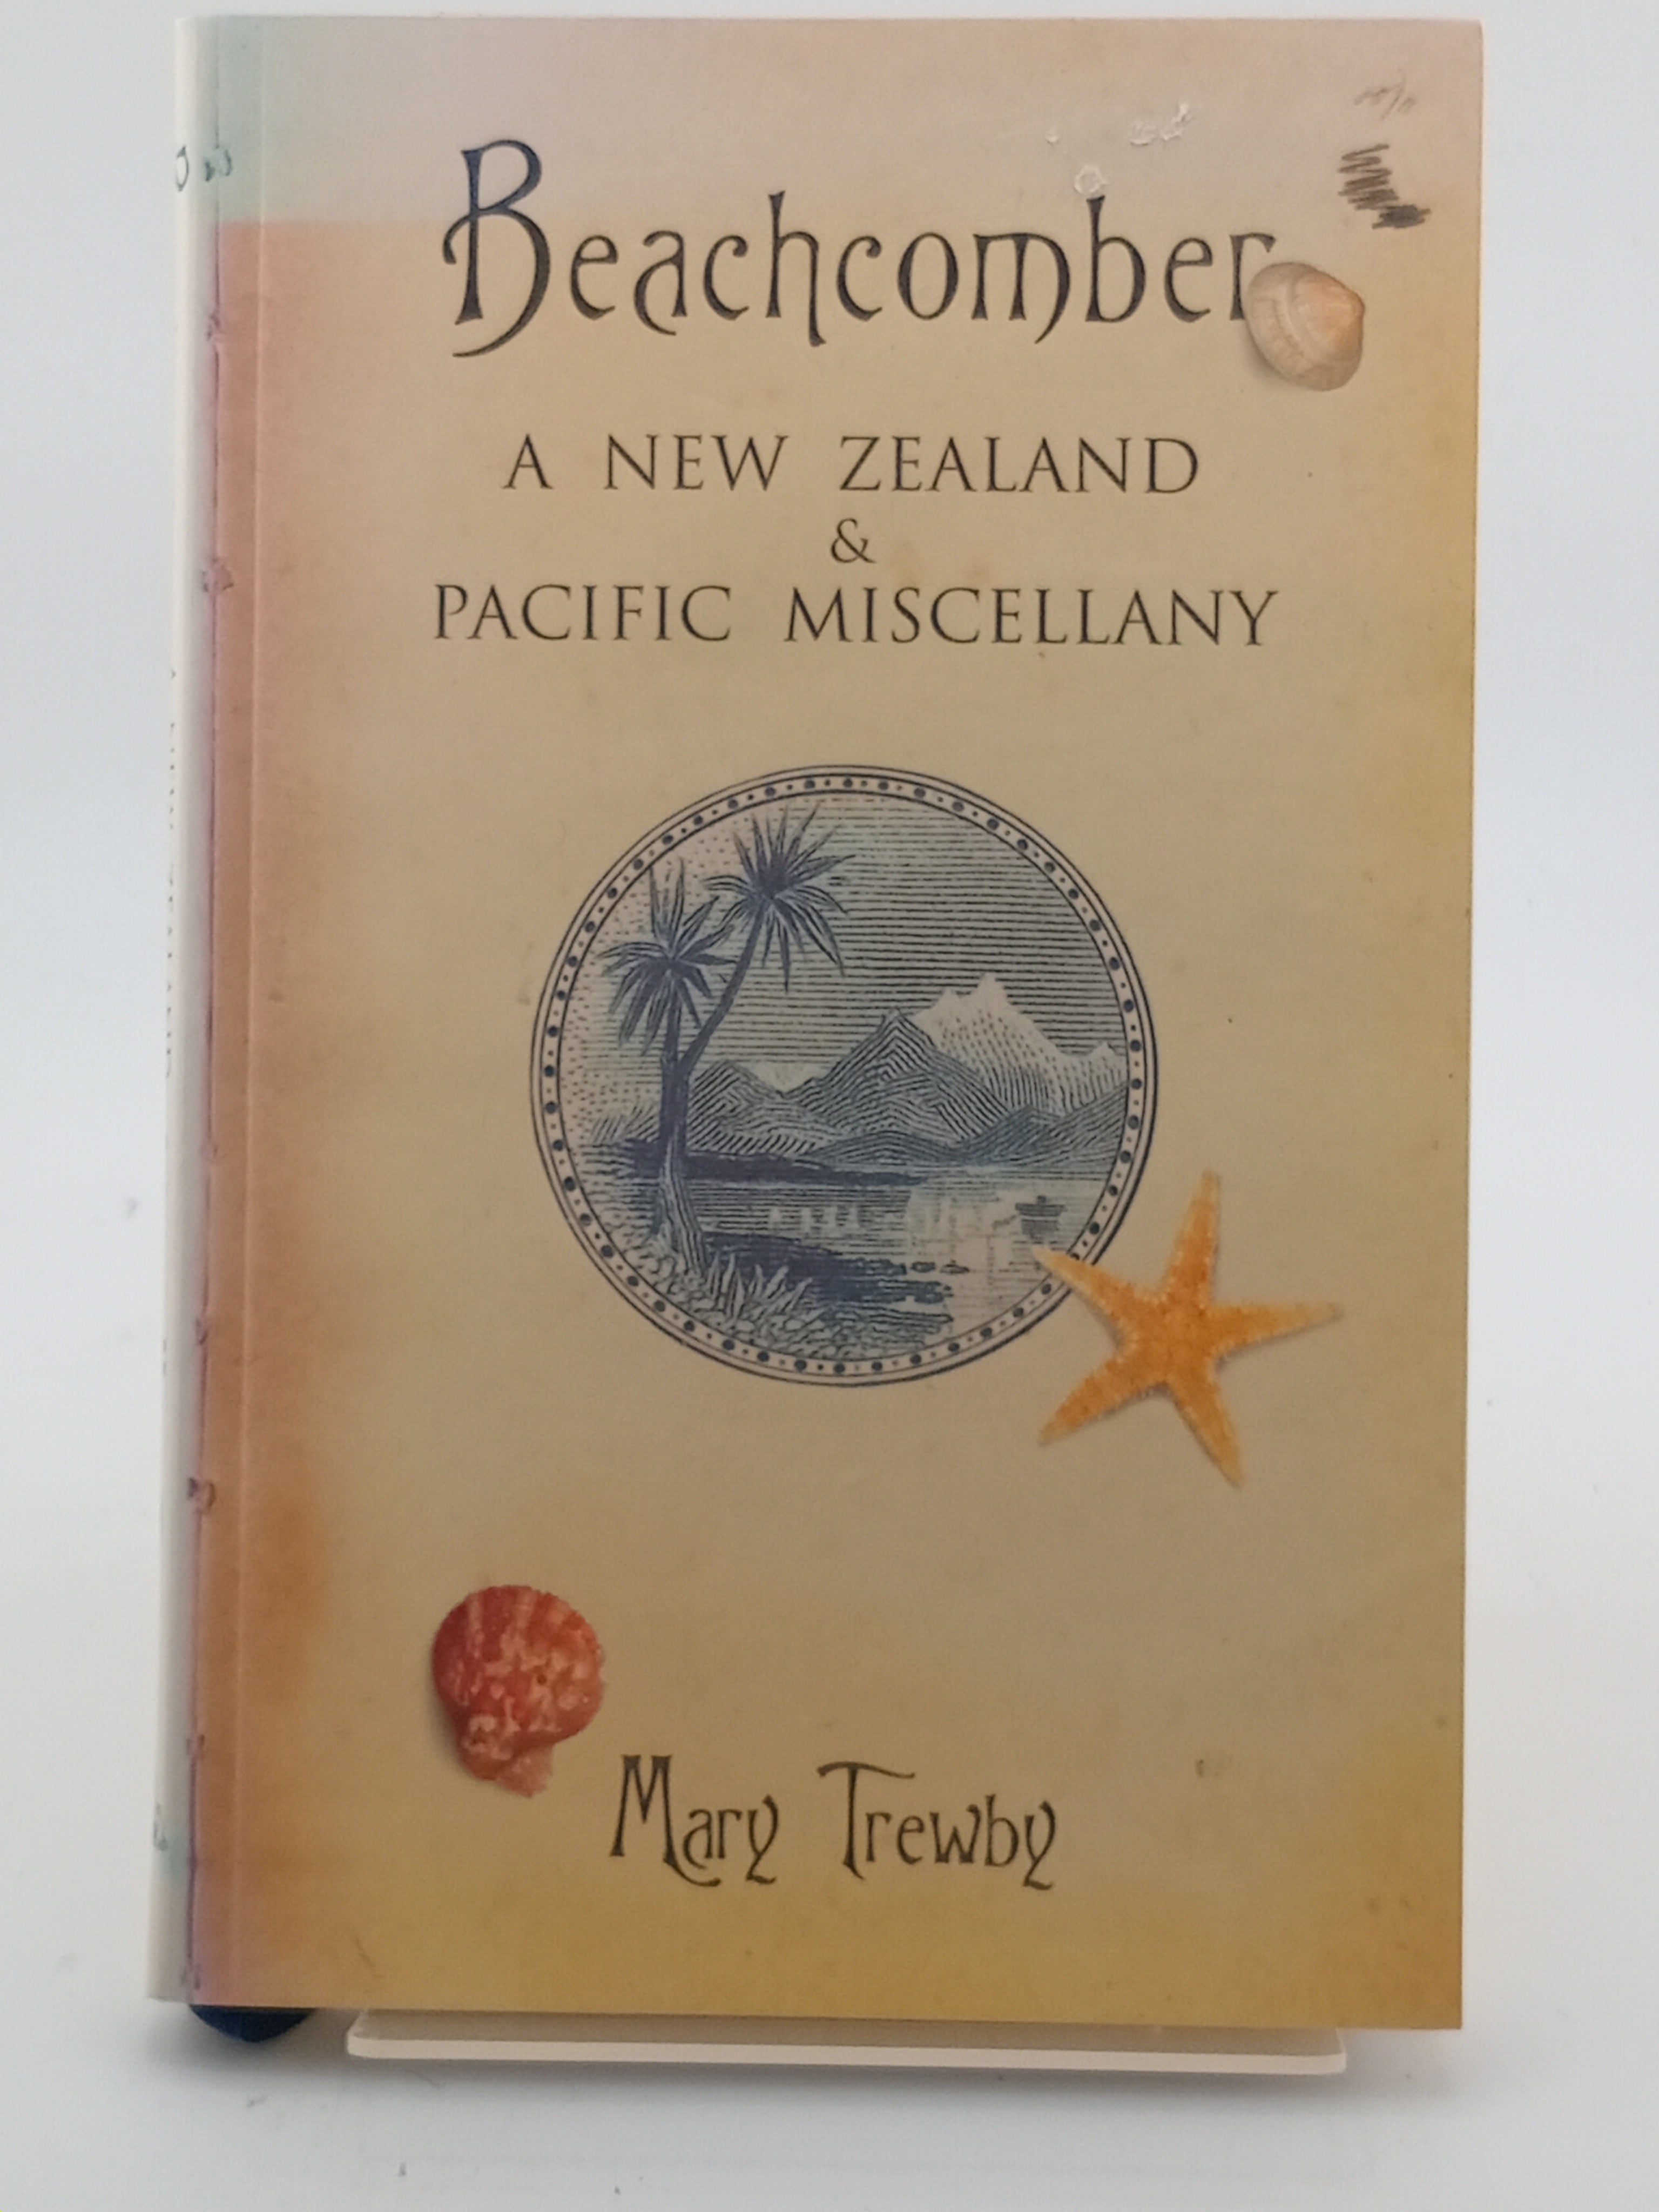 Beachcomber
A NEW ZEALAND
&
PACIFIC MISCELLANY
Mary Trewby